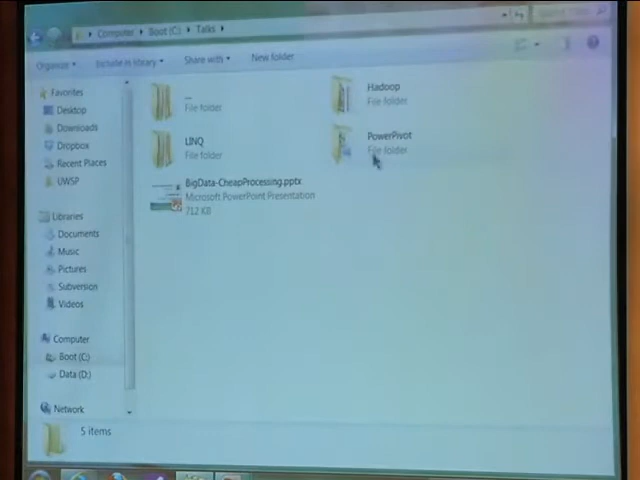 Computer ▸ Boot (C:) ▸ Talks ▸
Organize
Include in library
Share with
New folder
Favorites
Desktop
Downloads
Dropbox
Recent Places
UWSP
Libraries
Documents
Music
Pictures
Subversion
Videos
Computer
Boot (C:)
Data (D:)
Network
..
File folder
Hadoop
File folder
LINQ
File folder
PowerPivot
File folder
BigData-CheapProcessing.pptx
Microsoft PowerPoint Presentation
712 KB
5 items